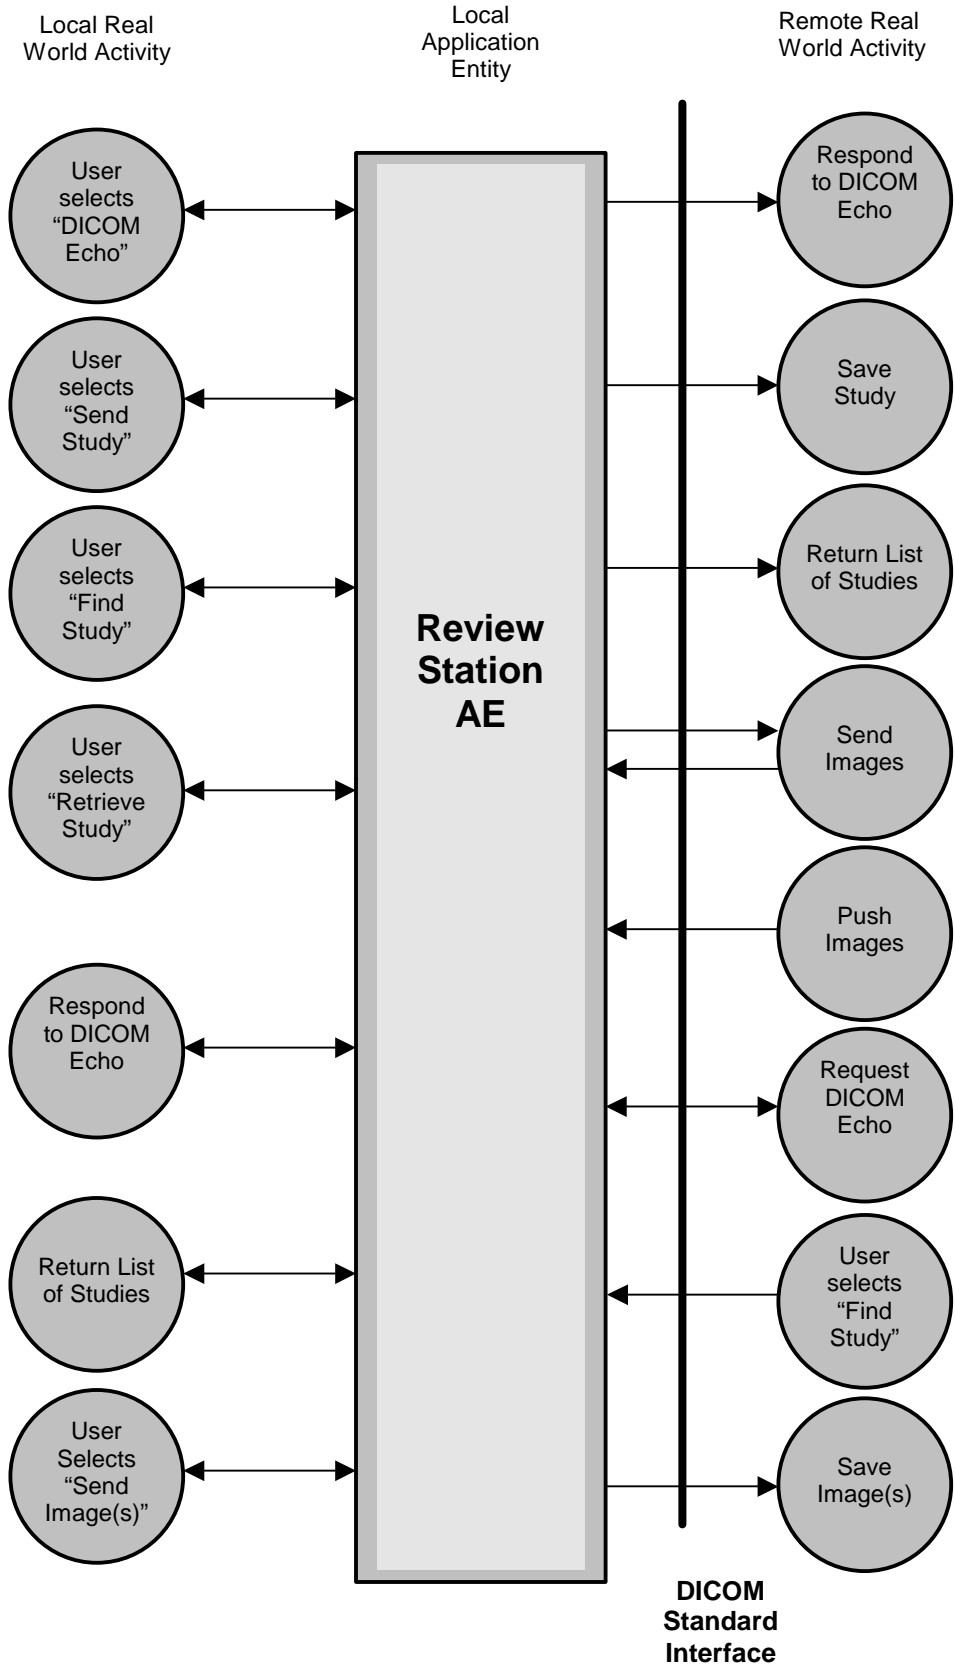 Local Real
World Activity
Local
Application
Entity
Remote Real
World Activity
User
selects
“DICOM
Echo”
User
selects
“Send
Study”
User
selects
“Find
Study”
User
selects
“Retrieve
Study”
Respond
to DICOM
Echo
Return List
of Studies
User
Selects
“Send
Image(s)”
Review
Station
AE
Respond
to DICOM
Echo
Save
Study
Return List
of Studies
Send
Images
Push
Images
Request
DICOM
Echo
User
selects
“Find
Study”
Save
Image(s)
DICOM
Standard
Interface